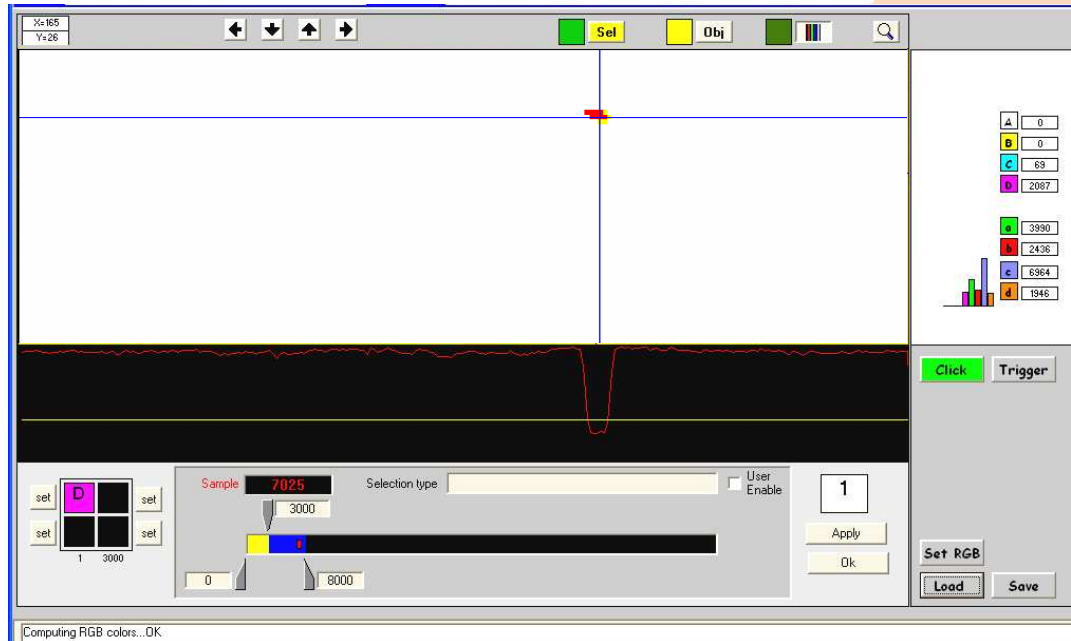 X=165
Y=26
Sel
Obj
A 0
B 0
C 69
D 2087
a 3990
b 2436
c 6964
d 1946
Click Trigger
set D set
set set
1 3000
Sample 7025 Selection type User Enable
3000
0 8000
1
Apply
Ok
Set RGB
Load Save
Computing RGB colors...OK